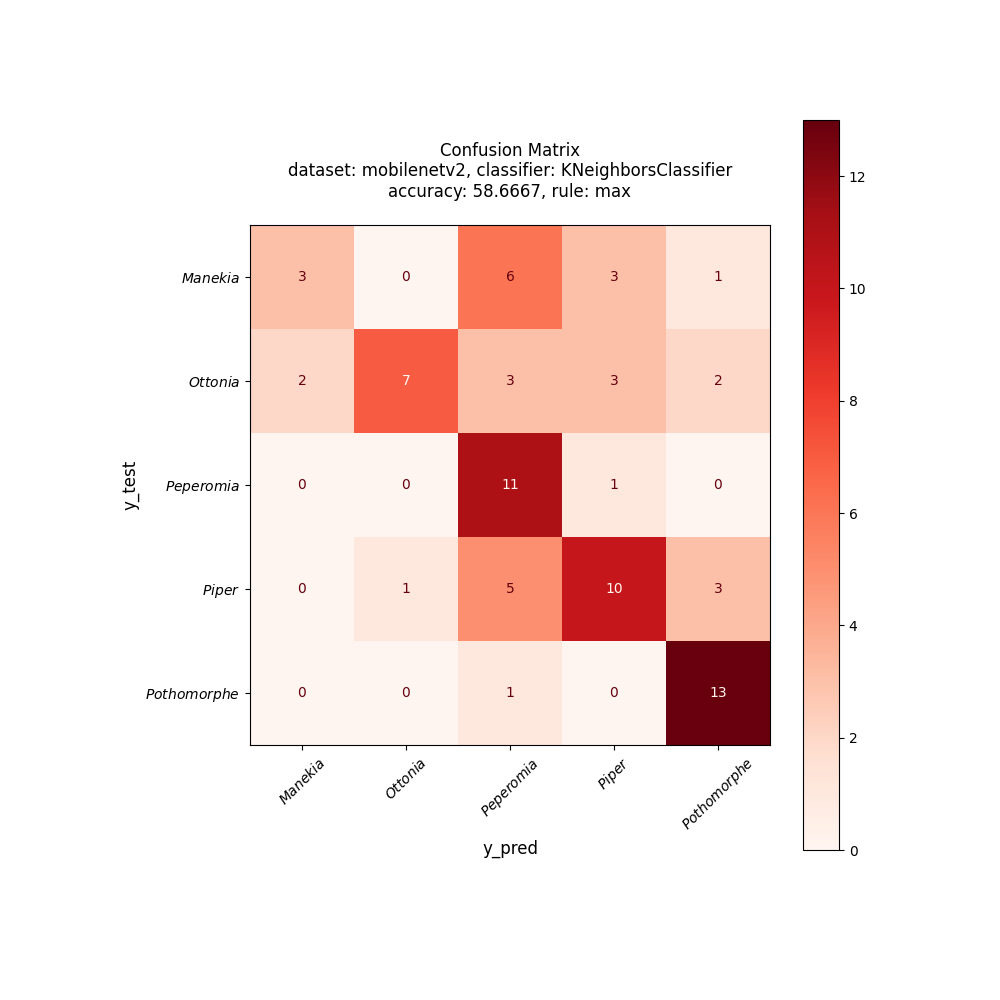 Confusion Matrix
dataset: mobilenetv2, classifier: KNeighborsClassifier
accuracy: 58.6667, rule: max
y_test
Manekia 3 0 6 3 1
Ottonia 2 7 3 3 2
Peperomia 0 0 11 1 0
Piper 0 1 5 10 3
Pothomorphe 0 0 1 0 13
Manekia Ottonia Peperomia Piper Pothomorphe
y_pred
12
10
8
6
4
2
0